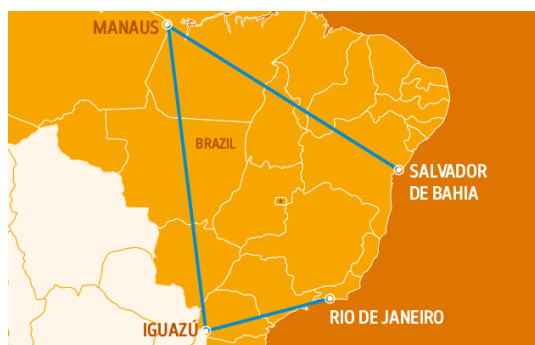 MANAUS
BRAZIL
SALVADOR
DE BAHIA
IGUAZÚ
RIO DE JANEIRO